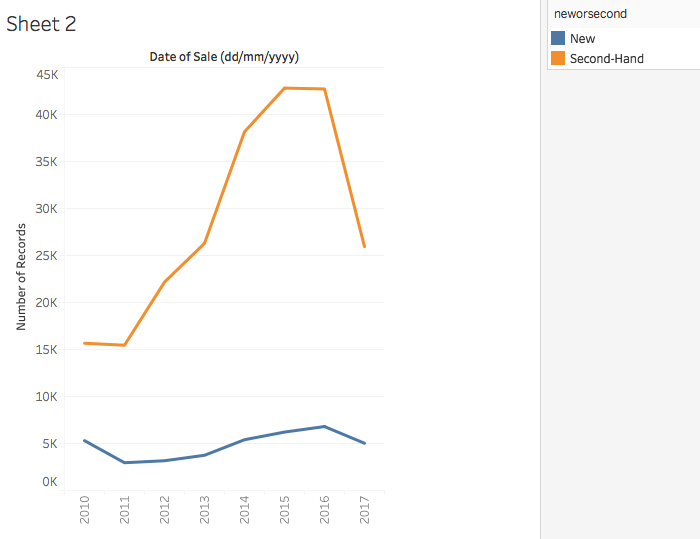 Sheet 2
Date of Sale (dd/mm/yyyy)
45K
40K
35K
30K
25K
20K
15K
10K
5K
0K
Number of Records
2010
2011
2012
2013
2014
2015
2016
2017
neworsecond
New
Second-Hand